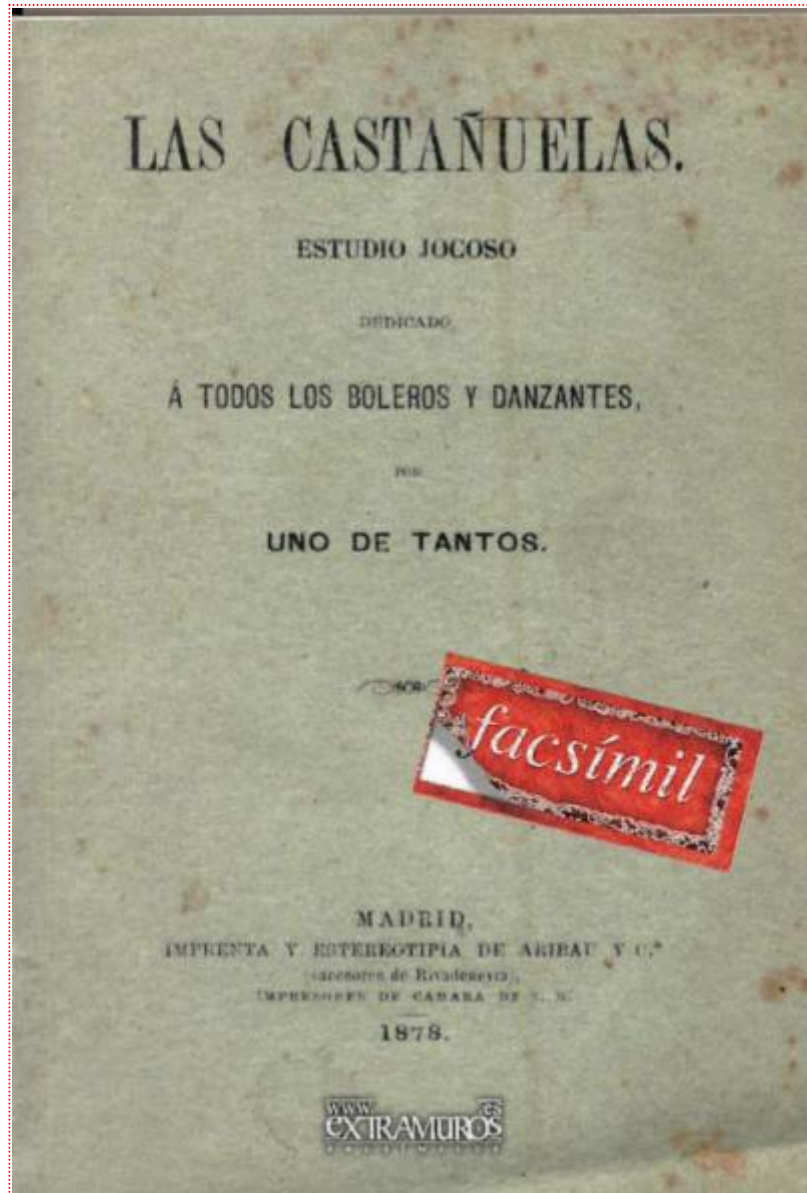 LAS CASTAÑUELAS.
ESTUDIO JOCOSO
DEDICADO
Á TODOS LOS BOLEROS Y DANZANTES,
POR
UNO DE TANTOS.
facsímil
MADRID,
IMPRENTA Y ESTEREOTIPIA DE ARIBAU Y C.ª
(sucesores de Rivadeneyra),
IMPRESORES DE CÁMARA DE S. M.
1878.
WWW .ES
EXTRAMUROS